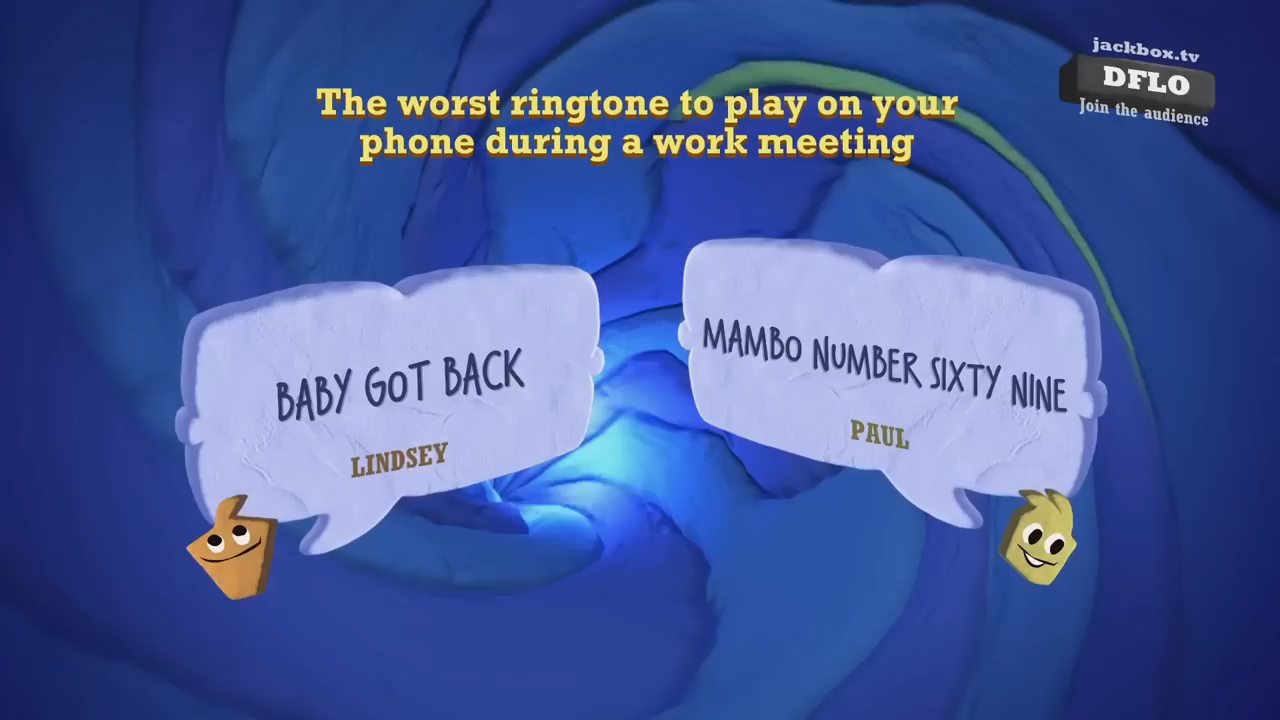 jackbox.tv
DFLO
Join the audience
The worst ringtone to play on your
phone during a work meeting
BABY GOT BACK
LINDSEY
MAMBO NUMBER SIXTY NINE
PAUL